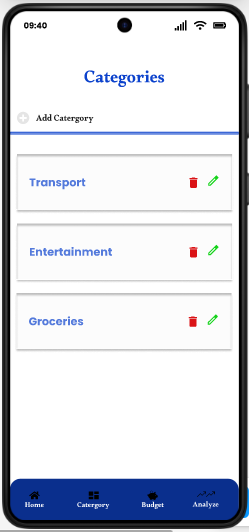 09:40
Categories
Add Catergory
Transport
Entertainment
Groceries
Home Catergory Budget Analyze